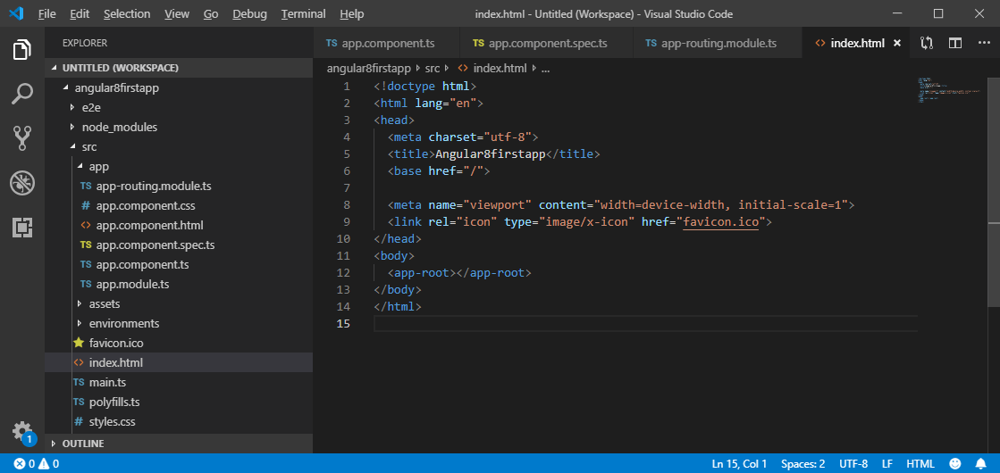 File Edit Selection View Go Debug Terminal Help index.html - Untitled (Workspace) - Visual Studio Code
EXPLORER
UNTITLED (WORKSPACE)
angular8firstapp
e2e
node_modules
src
app
TS app-routing.module.ts
# app.component.css
<> app.component.html
TS app.component.spec.ts
TS app.component.ts
TS app.module.ts
assets
environments
favicon.ico
<> index.html
TS main.ts
TS polyfills.ts
# styles.css
OUTLINE
1
TS app.component.ts TS app.component.spec.ts TS app-routing.module.ts <> index.html ×
angular8firstapp › src › <> index.html › ...
1 <!doctype html>
2 <html lang="en">
3 <head>
4 <meta charset="utf-8">
5 <title>Angular8firstapp</title>
6 <base href="/">
7
8 <meta name="viewport" content="width=device-width, initial-scale=1">
9 <link rel="icon" type="image/x-icon" href="favicon.ico">
10 </head>
11 <body>
12 <app-root></app-root>
13 </body>
14 </html>
15
0 0 Ln 15, Col 1 Spaces: 2 UTF-8 LF HTML